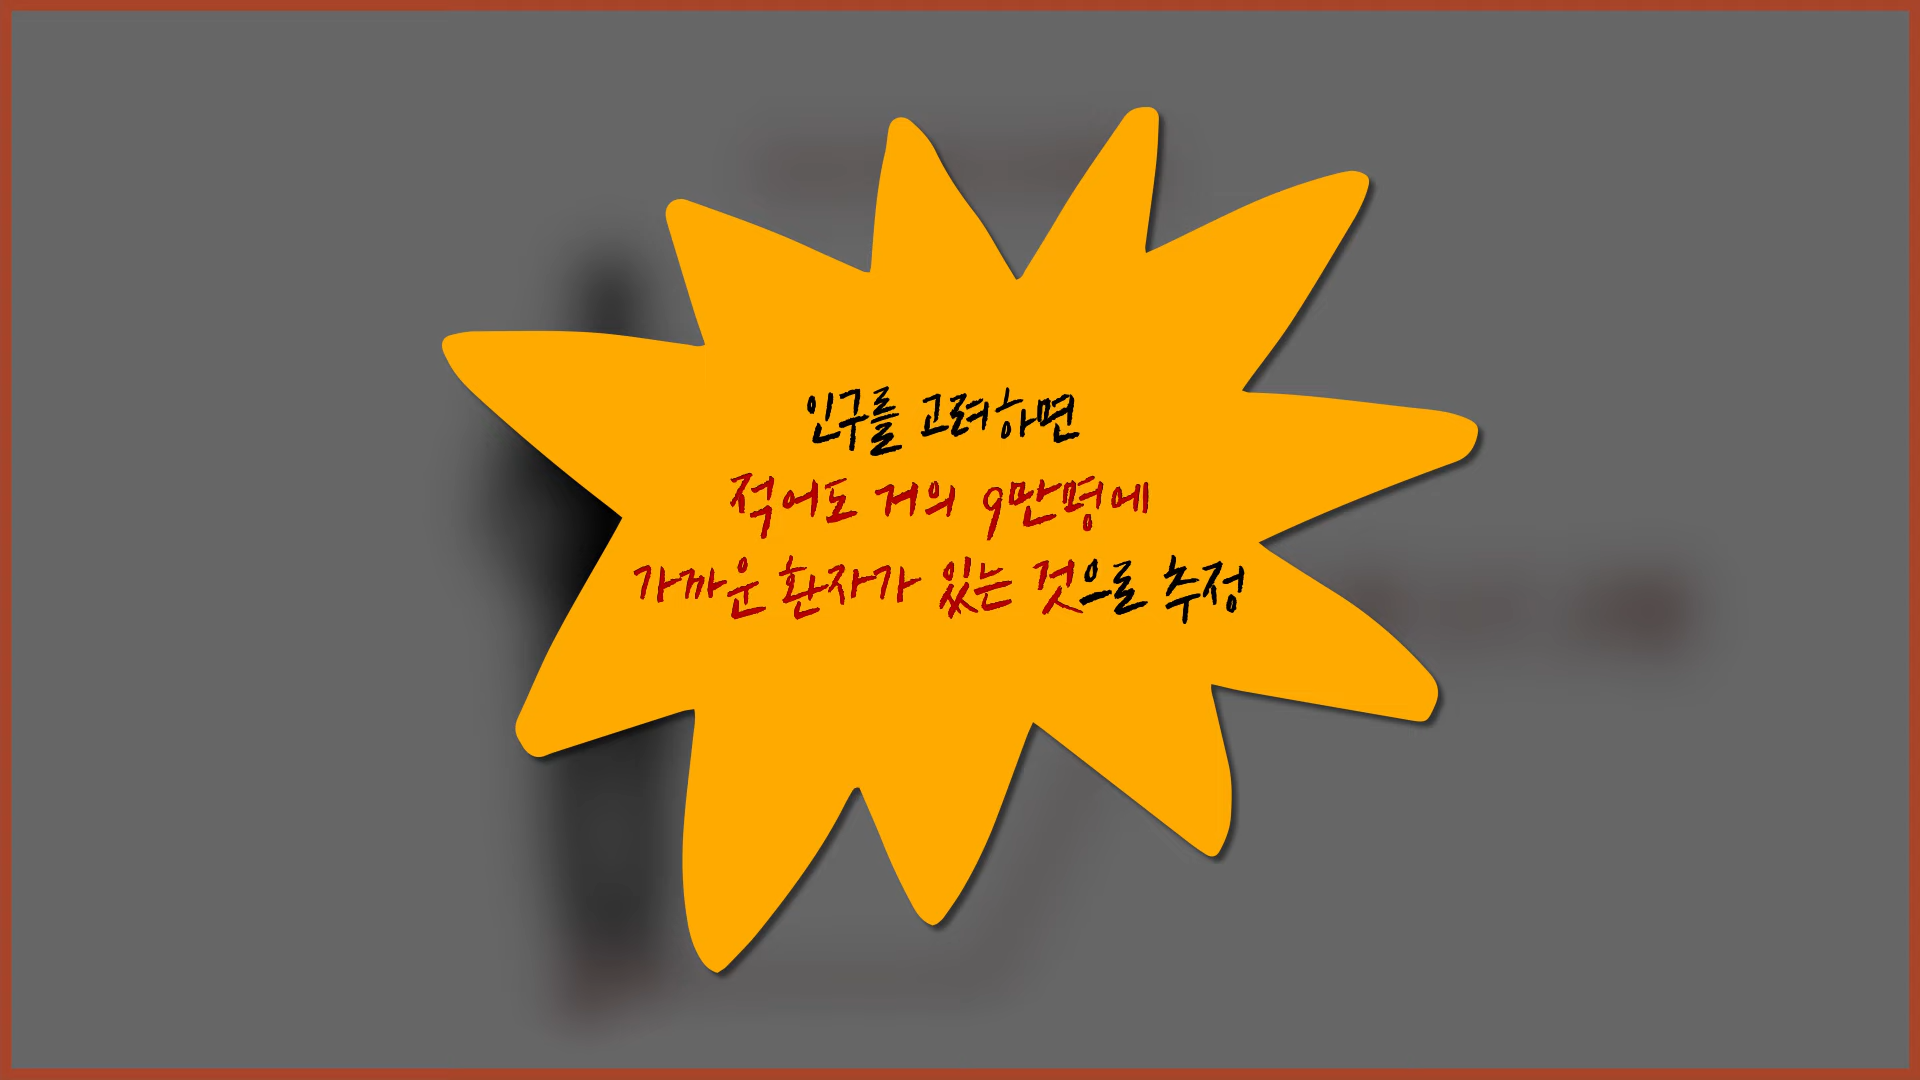 인구를 고려하면
적어도 거의 9만명에
가까운 환자가 있는 것으로 추정